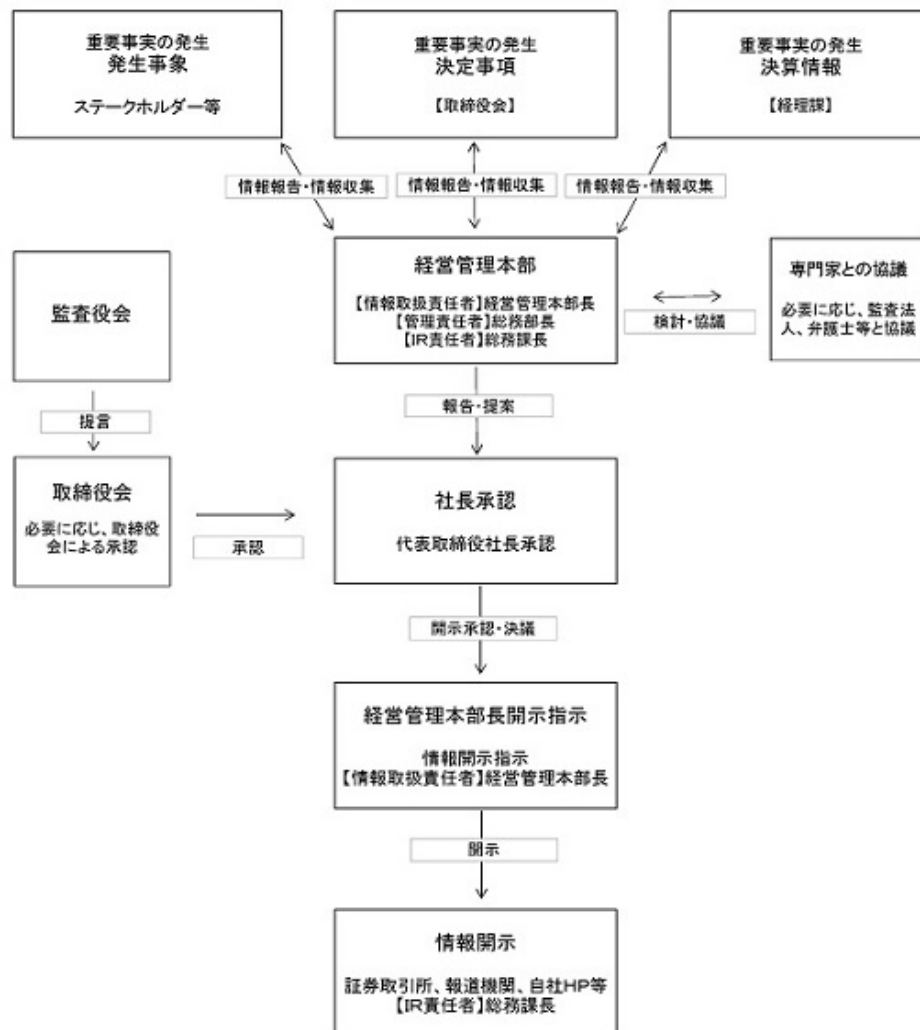 重要事実の発生
発生事象
ステークホルダー等
重要事実の発生
決定事項
【取締役会】
重要事実の発生
決算情報
【経理課】
情報報告・情報収集
情報報告・情報収集
情報報告・情報収集
監査役会
経営管理本部
【情報取扱責任者】経営管理本部長
【管理責任者】総務部長
【IR責任者】総務課長
検討・協議
専門家との協議
必要に応じ、監査法
人、弁護士等と協議
提言
報告・提案
取締役会
必要に応じ、取締役
会による承認
承認
社長承認
代表取締役社長承認
開示承認・決議
経営管理本部長開示指示
情報開示指示
【情報取扱責任者】経営管理本部長
開示
情報開示
証券取引所、報道機関、自社HP等
【IR責任者】総務課長